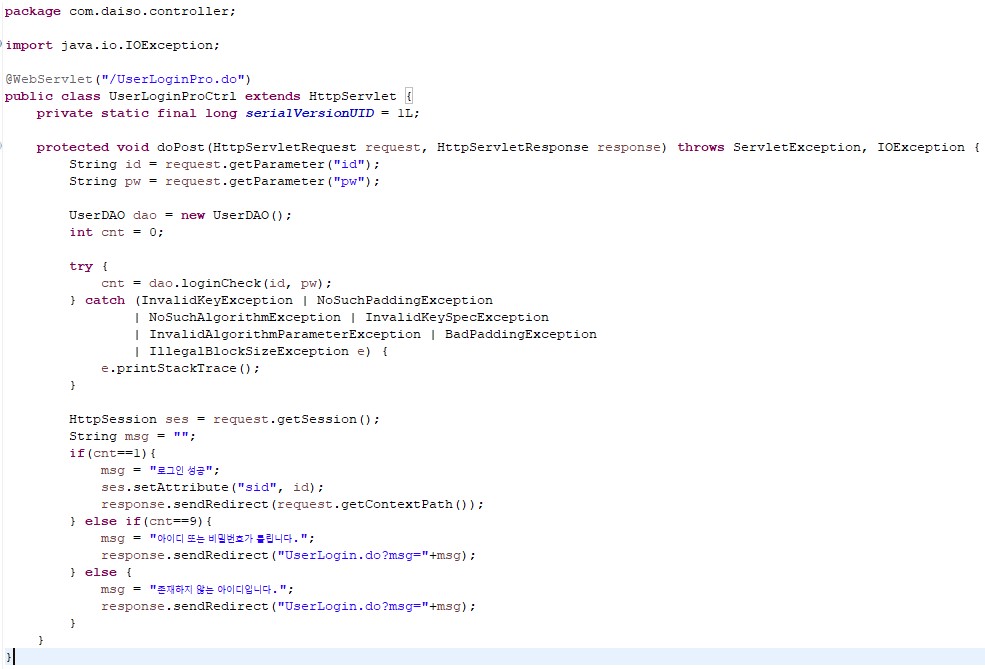 package com.daiso.controller;
import java.io.IOException;
@WebServlet("/UserLoginPro.do")
public class UserLoginProCtrl extends HttpServlet {
    private static final long serialVersionUID = 1L;
    protected void doPost(HttpServletRequest request, HttpServletResponse response) throws ServletException, IOException {
        String id = request.getParameter("id");
        String pw = request.getParameter("pw");
        UserDAO dao = new UserDAO();
        int cnt = 0;
        try {
            cnt = dao.loginCheck(id, pw);
        } catch (InvalidKeyException | NoSuchPaddingException
                | NoSuchAlgorithmException | InvalidKeySpecException
                | InvalidAlgorithmParameterException | BadPaddingException
                | IllegalBlockSizeException e) {
            e.printStackTrace();
        }
        HttpSession ses = request.getSession();
        String msg = "";
        if(cnt==1){
            msg = "로그인 성공";
            ses.setAttribute("sid", id);
            response.sendRedirect(request.getContextPath());
        } else if(cnt==9){
            msg = "아이디 또는 비밀번호가 틀립니다.";
            response.sendRedirect("UserLogin.do?msg="+msg);
        } else {
            msg = "존재하지 않는 아이디입니다.";
            response.sendRedirect("UserLogin.do?msg="+msg);
        }
    }
}